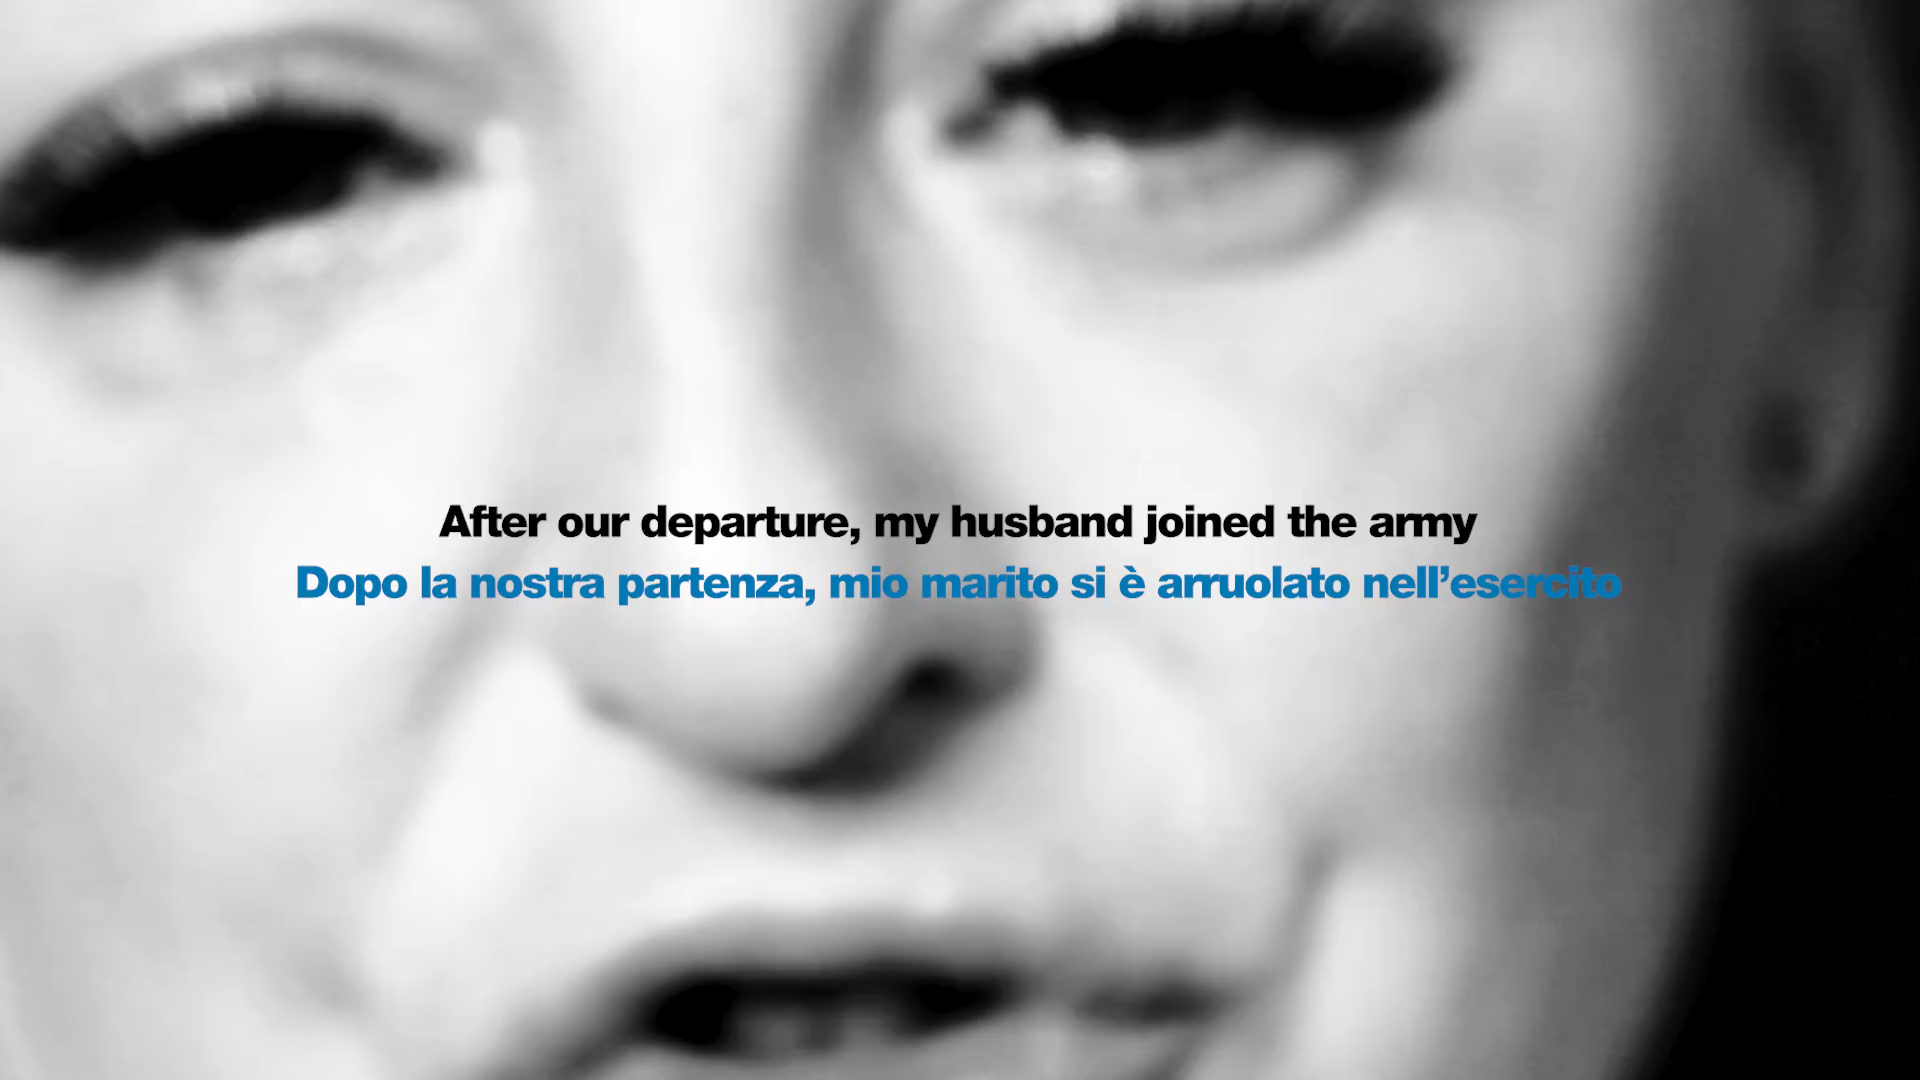 After our departure, my husband joined the army
Dopo la nostra partenza, mio marito si è arruolato nell’esercito